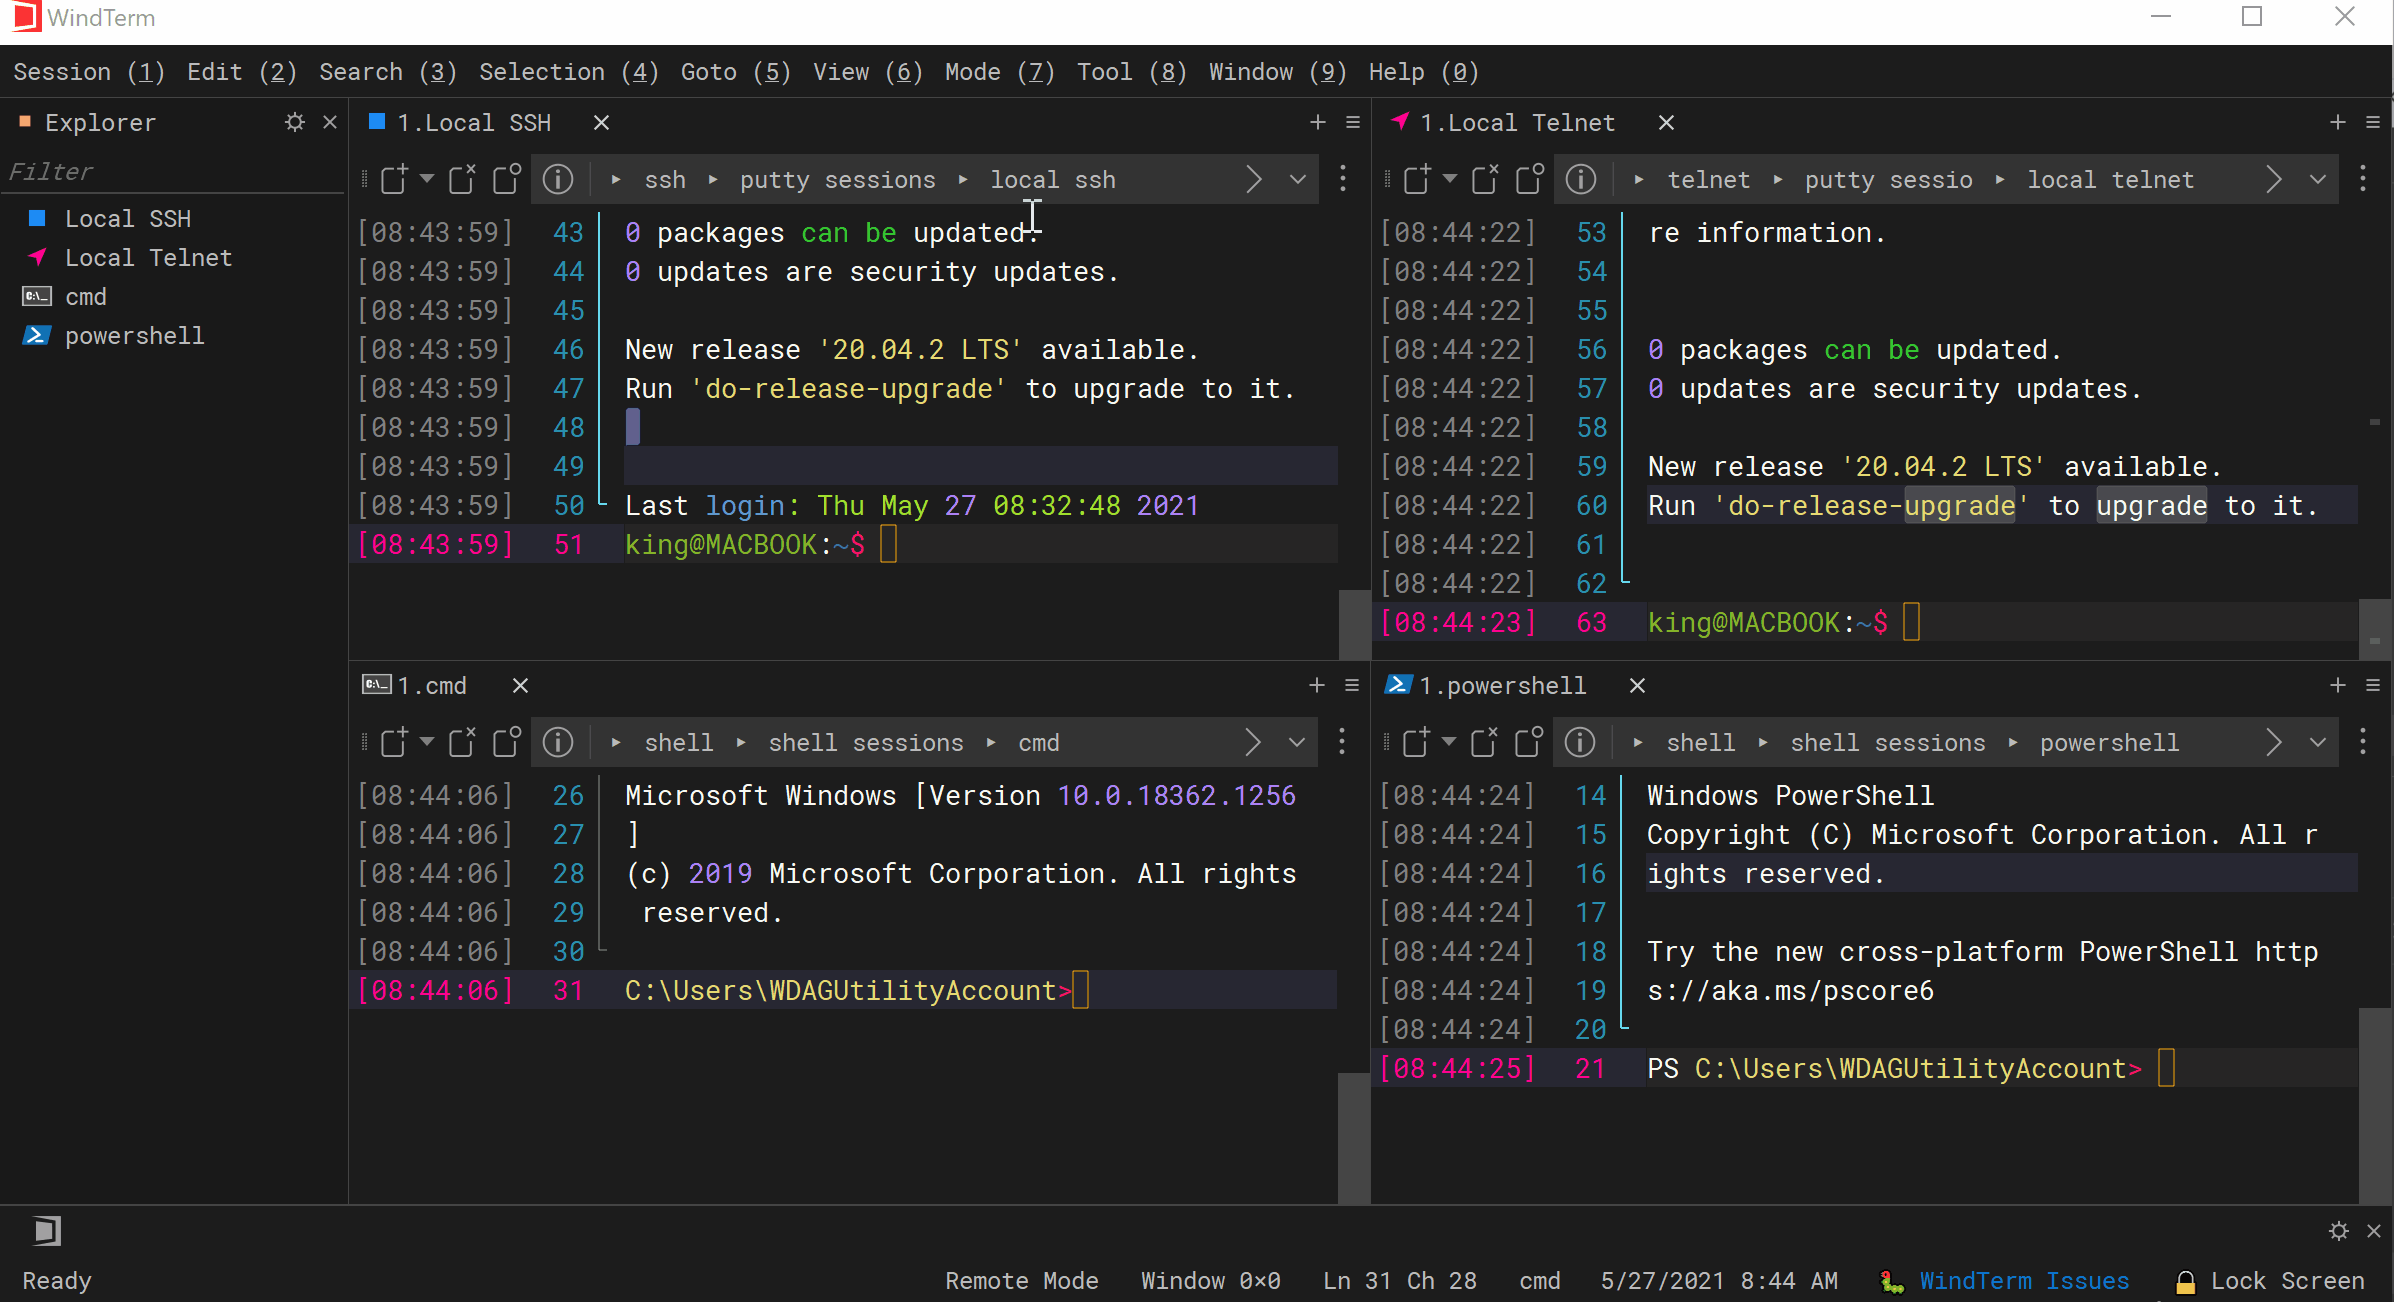 WindTerm
Session (1) Edit (2) Search (3) Selection (4) Goto (5) View (6) Mode (7) Tool (8) Window (9) Help (0)
Explorer
Filter
Local SSH
Local Telnet
cmd
powershell
1.Local SSH
ssh putty sessions local ssh
[08:43:59] 43 0 packages can be updated.
[08:43:59] 44 0 updates are security updates.
[08:43:59] 45
[08:43:59] 46 New release '20.04.2 LTS' available.
[08:43:59] 47 Run 'do-release-upgrade' to upgrade to it.
[08:43:59] 48
[08:43:59] 49
[08:43:59] 50 Last login: Thu May 27 08:32:48 2021
[08:43:59] 51 king@MACBOOK:~$
1.Local Telnet
telnet putty sessio local telnet
[08:44:22] 53 re information.
[08:44:22] 54
[08:44:22] 55
[08:44:22] 56 0 packages can be updated.
[08:44:22] 57 0 updates are security updates.
[08:44:22] 58
[08:44:22] 59 New release '20.04.2 LTS' available.
[08:44:22] 60 Run 'do-release-upgrade' to upgrade to it.
[08:44:22] 61
[08:44:22] 62
[08:44:23] 63 king@MACBOOK:~$
C:\_ 1.cmd
shell shell sessions cmd
[08:44:06] 26 Microsoft Windows [Version 10.0.18362.1256
[08:44:06] 27 ]
[08:44:06] 28 (c) 2019 Microsoft Corporation. All rights
[08:44:06] 29 reserved.
[08:44:06] 30
[08:44:06] 31 C:\Users\WDAGUtilityAccount>
1.powershell
shell shell sessions powershell
[08:44:24] 14 Windows PowerShell
[08:44:24] 15 Copyright (C) Microsoft Corporation. All r
[08:44:24] 16 ights reserved.
[08:44:24] 17
[08:44:24] 18 Try the new cross-platform PowerShell http
[08:44:24] 19 s://aka.ms/pscore6
[08:44:24] 20
[08:44:25] 21 PS C:\Users\WDAGUtilityAccount>
Ready Remote Mode Window 0×0 Ln 31 Ch 28 cmd 5/27/2021 8:44 AM WindTerm Issues Lock Screen